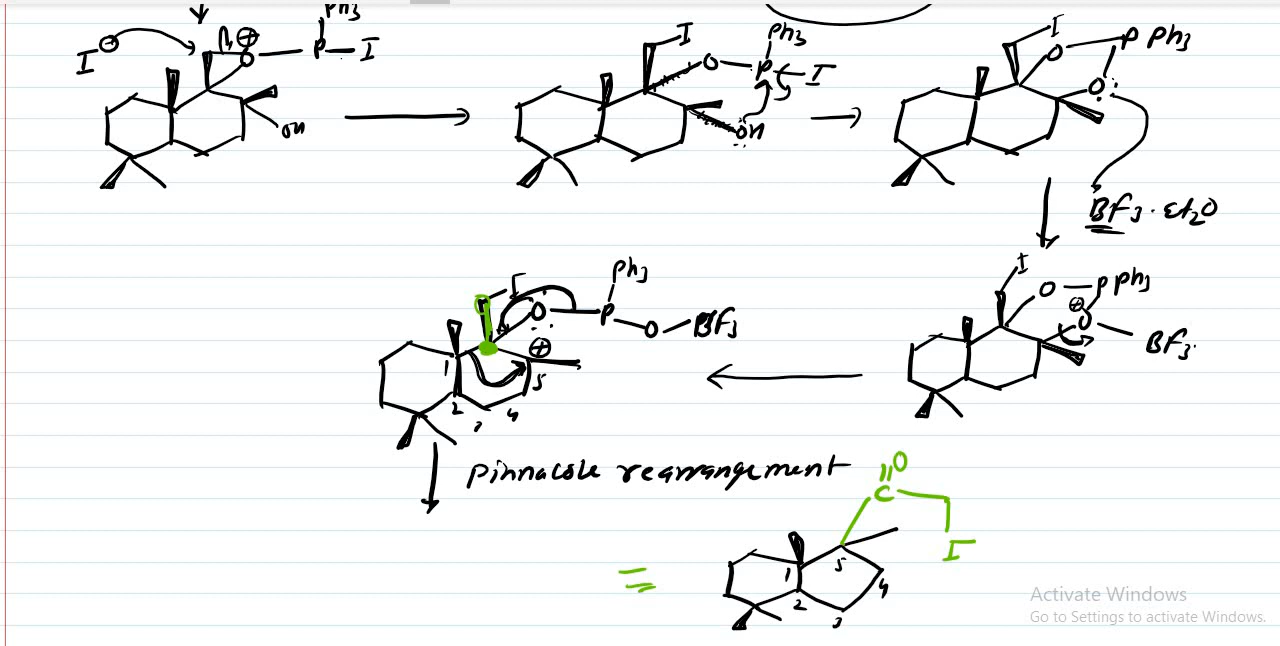 Ph3
I ⊖ ⊕ O P I
OH
I
O Ph3 P I
OH
I
O P Ph3
O
BF3 . Et2O
I
O P Ph3
⊕ O
BF3
I
O Ph3 P
O BF3
⊕
1 2 3 4 5
pinnacole rearrangement
O
C
I
=
1 2 3 4 5
Activate Windows
Go to Settings to activate Windows.